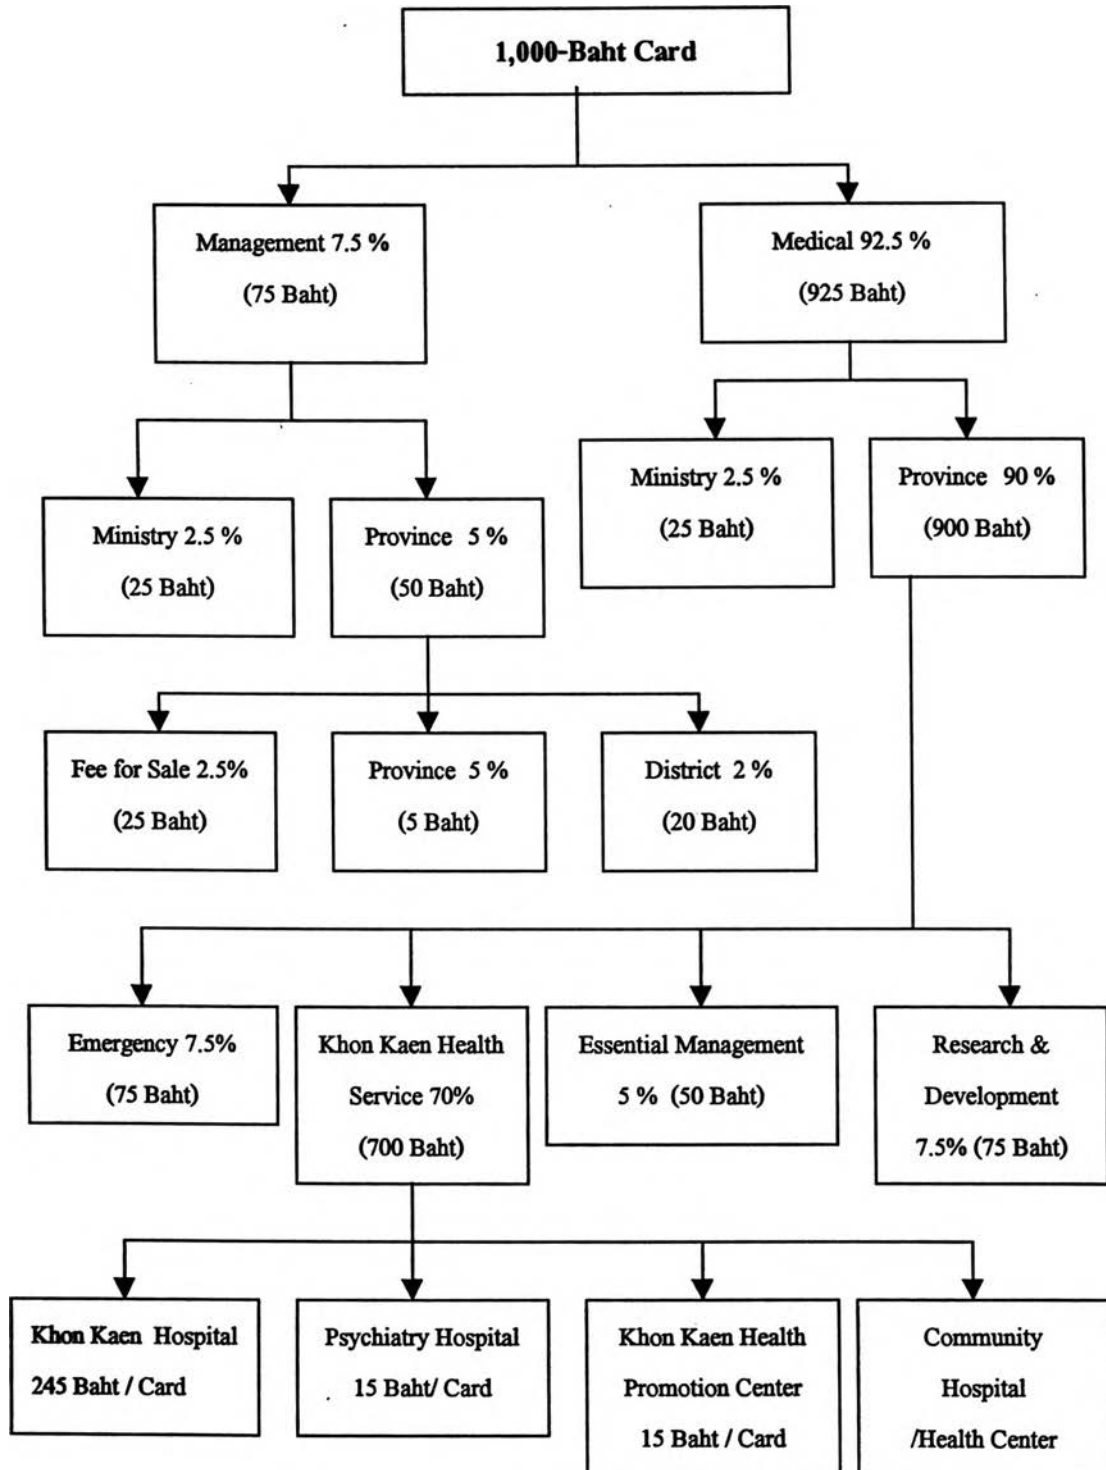 1,000-Baht Card
Management 7.5 %
(75 Baht)
Medical 92.5 %
(925 Baht)
Ministry 2.5 %
(25 Baht)
Province 5 %
(50 Baht)
Ministry 2.5 %
(25 Baht)
Province 90 %
(900 Baht)
Fee for Sale 2.5%
(25 Baht)
Province 5 %
(5 Baht)
District 2 %
(20 Baht)
Emergency 7.5%
(75 Baht)
Khon Kaen Health
Service 70%
(700 Baht)
Essential Management
5 % (50 Baht)
Research &
Development
7.5% (75 Baht)
Khon Kaen Hospital
245 Baht / Card
Psychiatry Hospital
15 Baht/ Card
Khon Kaen Health
Promotion Center
15 Baht / Card
Community
Hospital
/Health Center